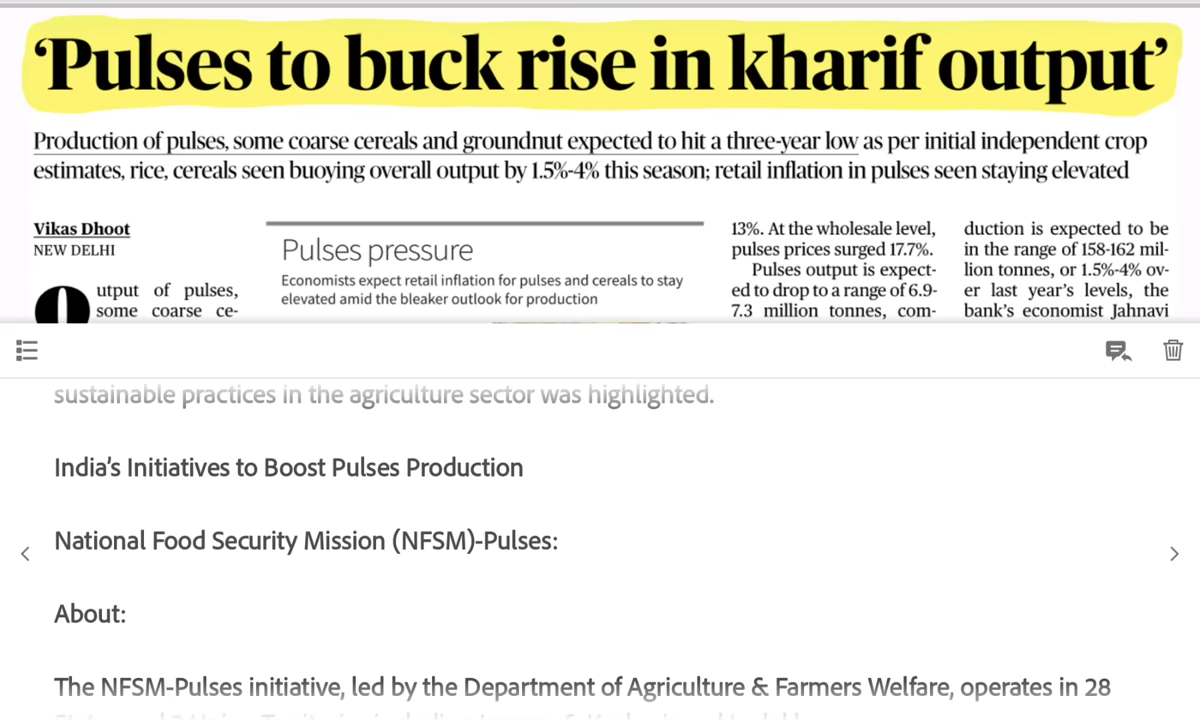 ‘Pulses to buck rise in kharif output’
Production of pulses, some coarse cereals and groundnut expected to hit a three-year low as per initial independent crop
estimates, rice, cereals seen buoying overall output by 1.5%-4% this season; retail inflation in pulses seen staying elevated
Vikas Dhoot
NEW DELHI
Output of pulses,
some coarse ce-
Pulses pressure
Economists expect retail inflation for pulses and cereals to stay
elevated amid the bleaker outlook for production
13%. At the wholesale level,
pulses prices surged 17.7%.
Pulses output is expect-
ed to drop to a range of 6.9-
7.3 million tonnes, com-
duction is expected to be
in the range of 158-162 mil-
lion tonnes, or 1.5%-4% ov-
er last year’s levels, the
bank’s economist Jahnavi
sustainable practices in the agriculture sector was highlighted.
India’s Initiatives to Boost Pulses Production
National Food Security Mission (NFSM)-Pulses:
About:
The NFSM-Pulses initiative, led by the Department of Agriculture & Farmers Welfare, operates in 28